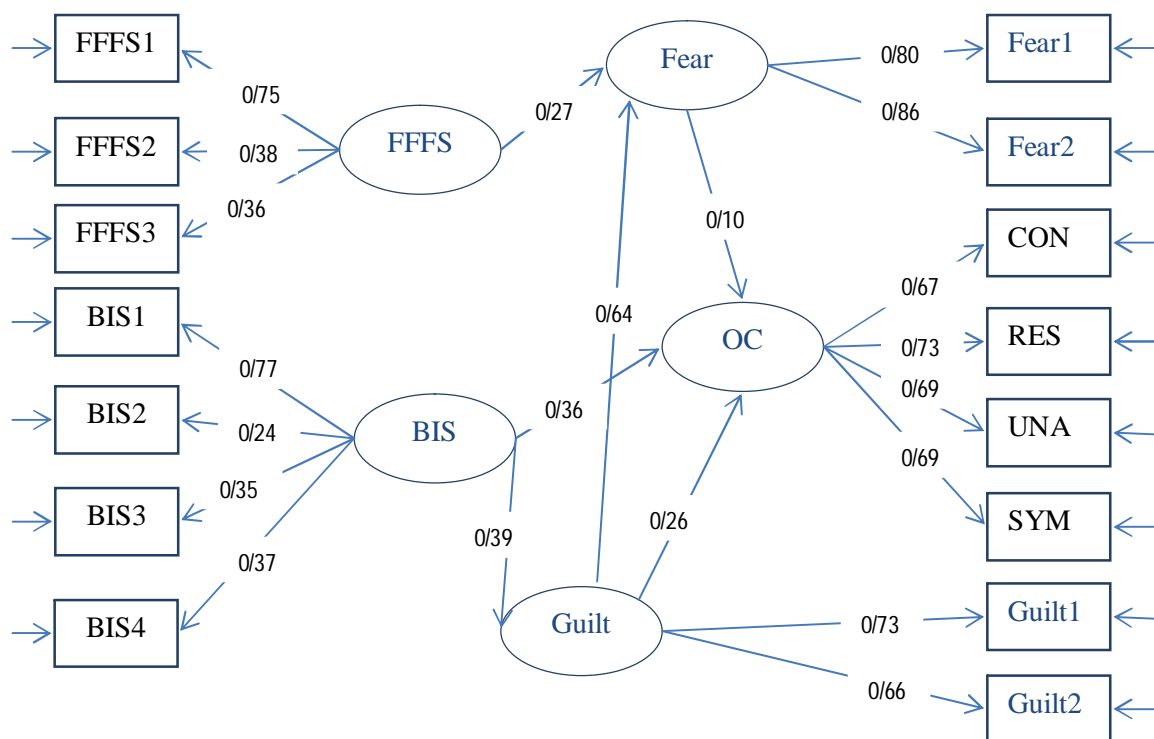 FFFS1
FFFS2
FFFS3
BIS1
BIS2
BIS3
BIS4
0/75
0/38
0/36
0/77
0/24
0/35
0/37
FFFS
BIS
0/27
0/36
0/39
Fear
OC
Guilt
0/10
0/64
0/26
0/80
0/86
0/67
0/73
0/69
0/69
0/73
0/66
Fear1
Fear2
CON
RES
UNA
SYM
Guilt1
Guilt2